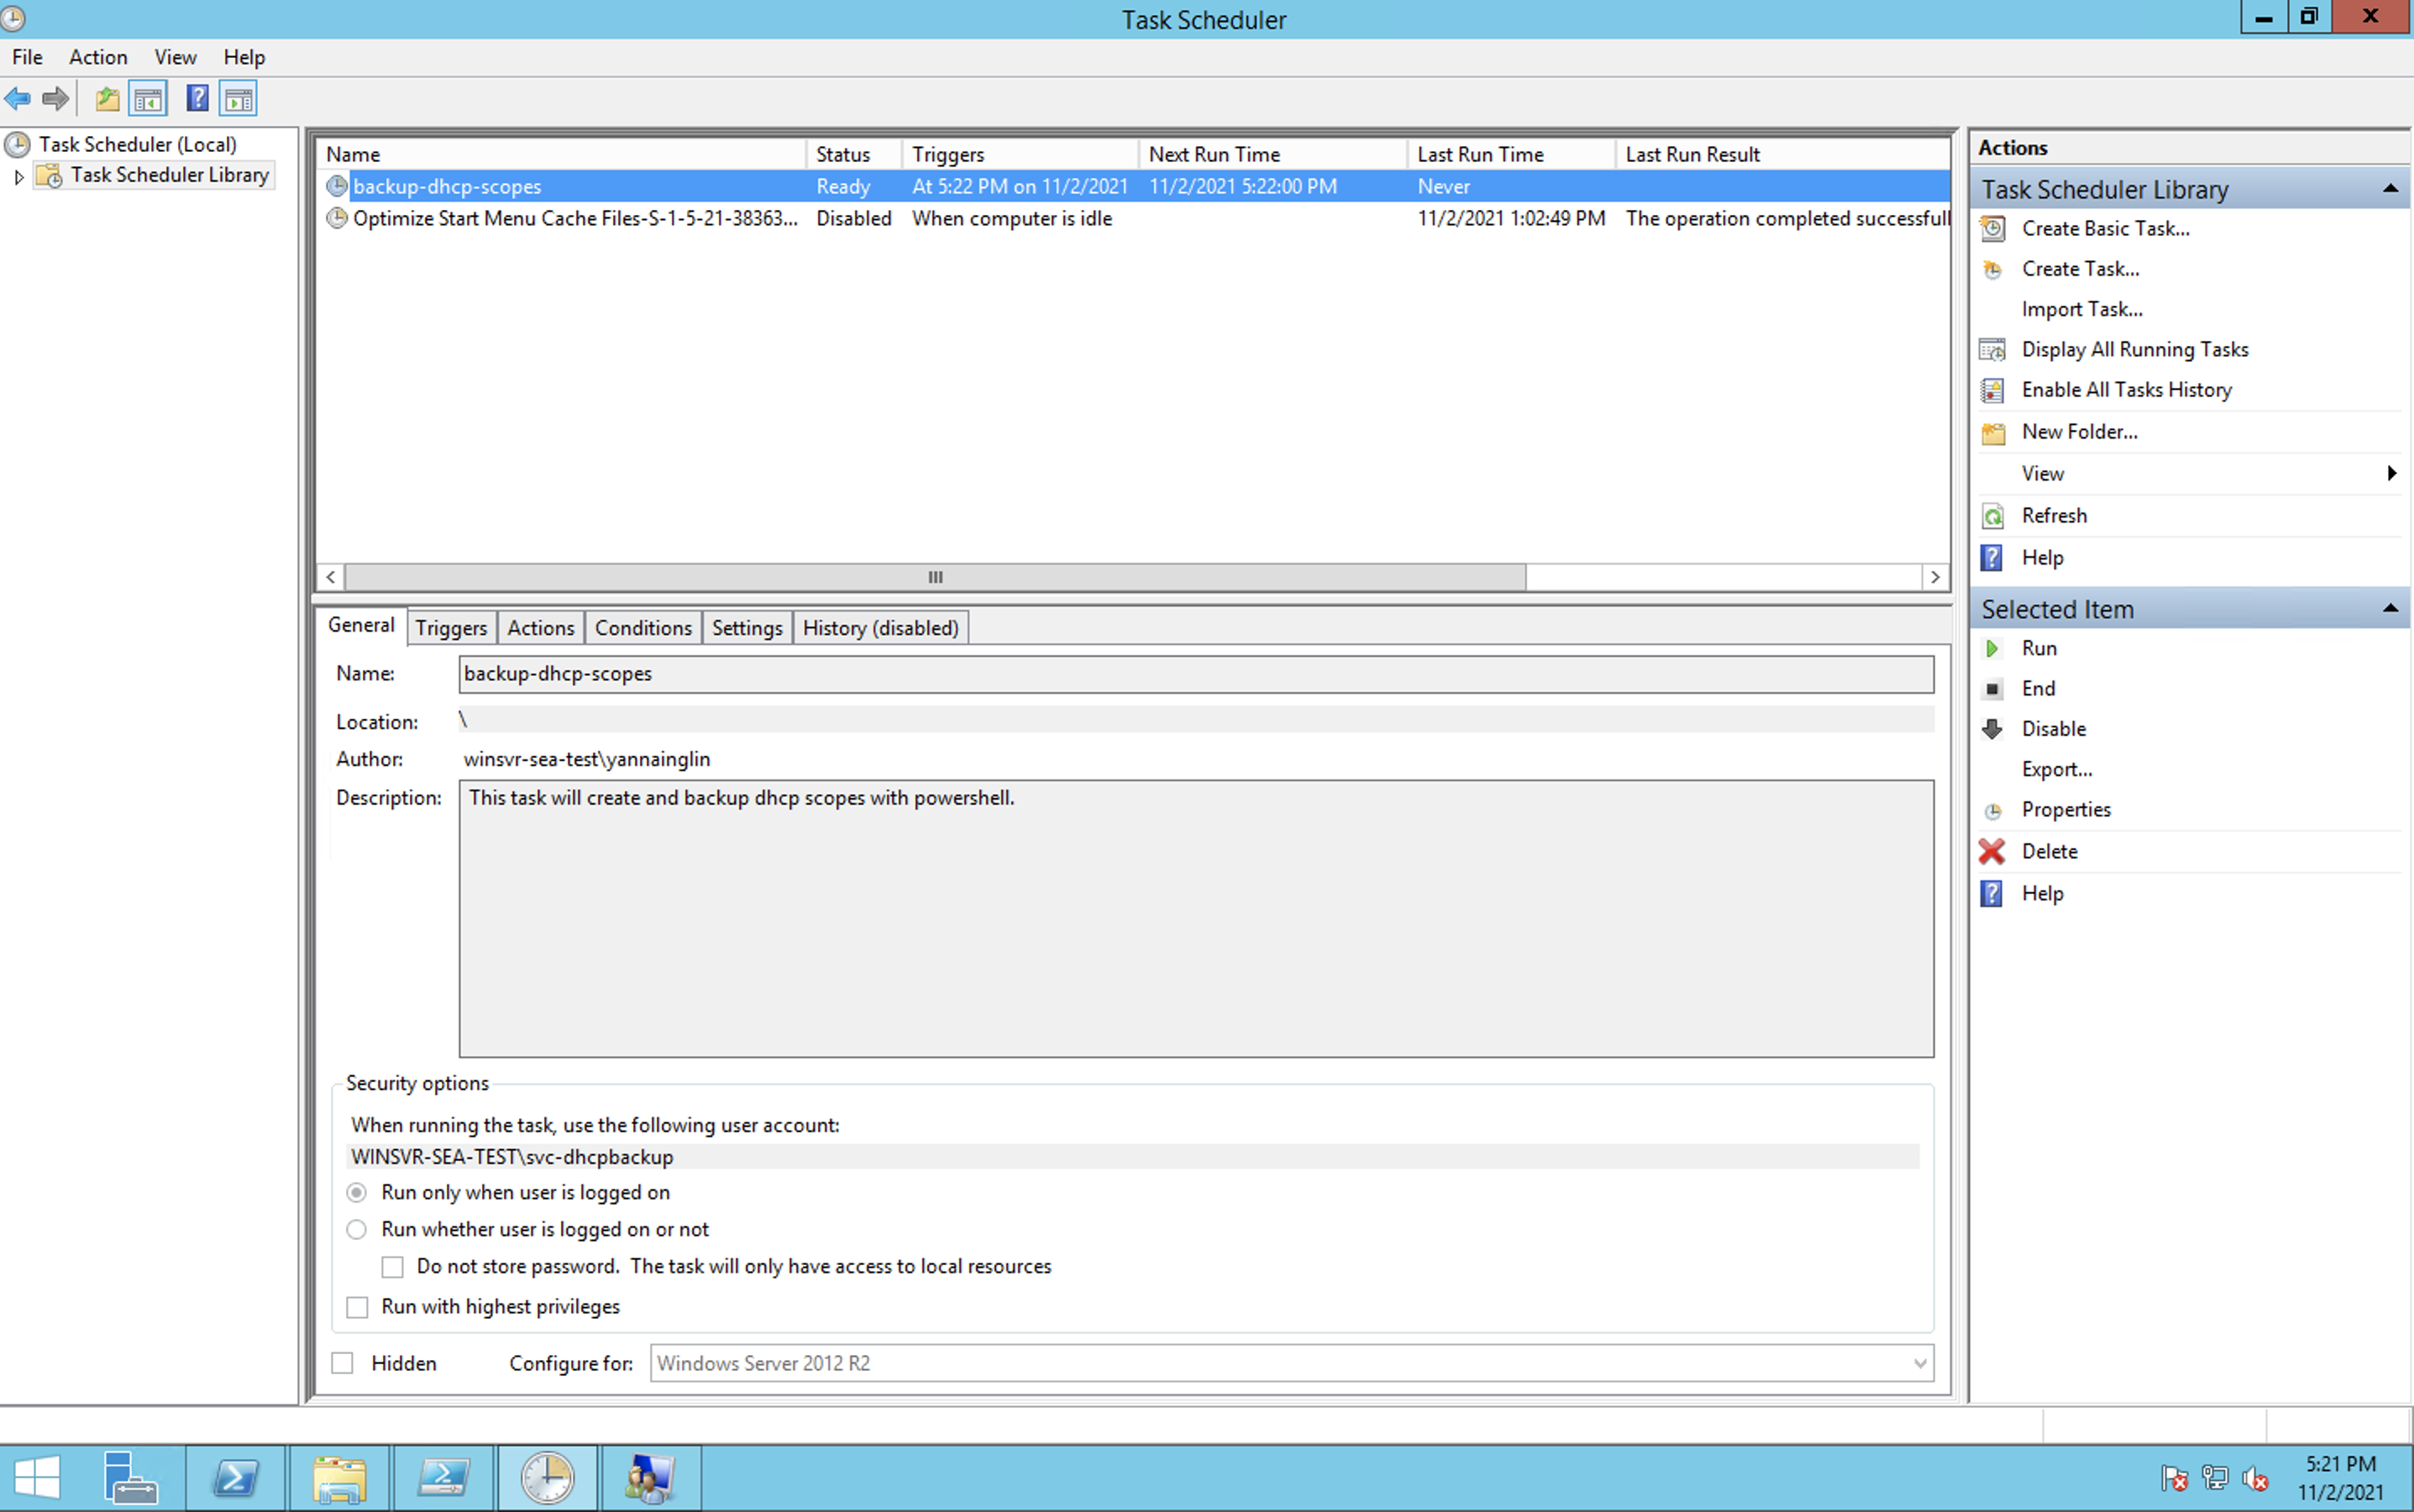 Task Scheduler
File Action View Help
Task Scheduler (Local)
Task Scheduler Library
Name Status Triggers Next Run Time Last Run Time Last Run Result
backup-dhcp-scopes Ready At 5:22 PM on 11/2/2021 11/2/2021 5:22:00 PM Never
Optimize Start Menu Cache Files-S-1-5-21-38363... Disabled When computer is idle 11/2/2021 1:02:49 PM The operation completed successfull
General Triggers Actions Conditions Settings History (disabled)
Name: backup-dhcp-scopes
Location: \
Author: winsvr-sea-test\yannainglin
Description: This task will create and backup dhcp scopes with powershell.
Security options
When running the task, use the following user account:
WINSVR-SEA-TEST\svc-dhcpbackup
Run only when user is logged on
Run whether user is logged on or not
Do not store password. The task will only have access to local resources
Run with highest privileges
Hidden Configure for: Windows Server 2012 R2
Actions
Task Scheduler Library
Create Basic Task...
Create Task...
Import Task...
Display All Running Tasks
Enable All Tasks History
New Folder...
View
Refresh
Help
Selected Item
Run
End
Disable
Export...
Properties
Delete
Help
5:21 PM
11/2/2021